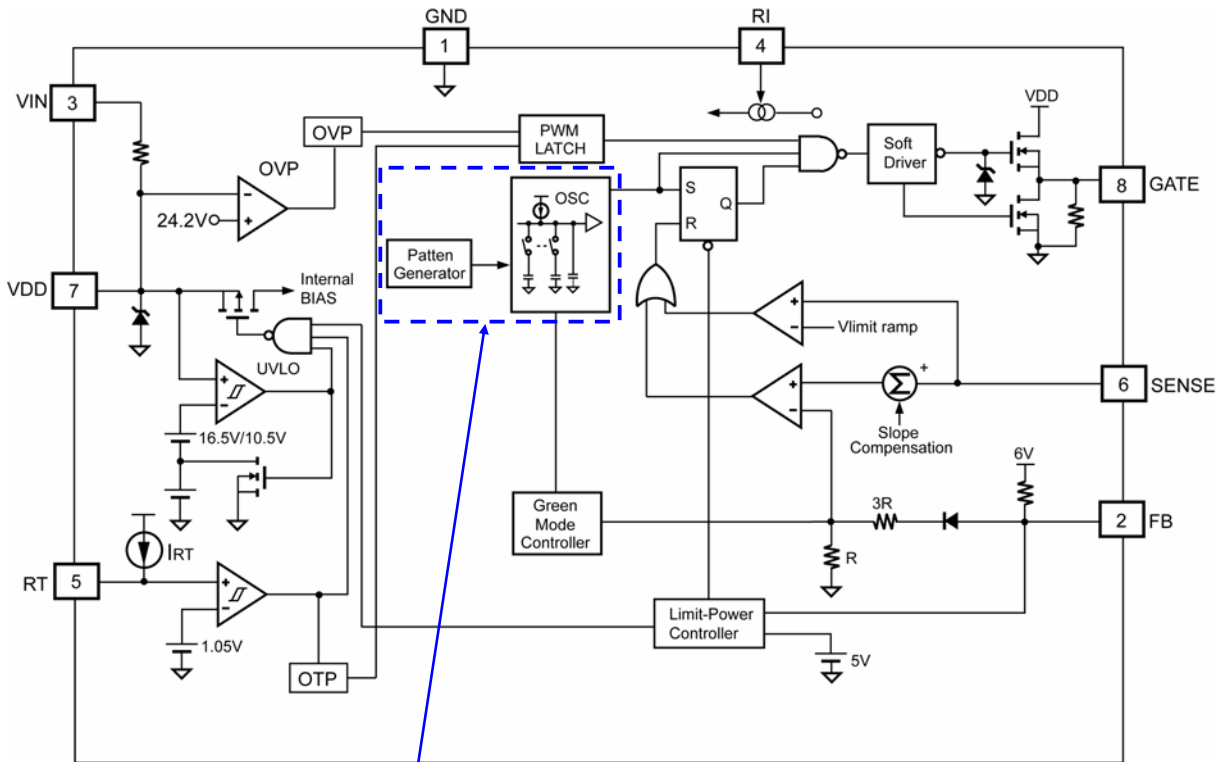 GND
1
RI
4
VIN
3
OVP
PWM
LATCH
VDD
Soft
Driver
8
GATE
OVP
24.2V
OSC
S
Q
R
Patten
Generator
VDD
7
Internal
BIAS
UVLO
+
-
+
-
Vlimit ramp
+
-
16.5V/10.5V
+
-
Σ
+
6
SENSE
Slope
Compensation
6V
Green
Mode
Controller
3R
2
FB
R
IRT
RT
5
+
-
1.05V
Limit-Power
Controller
5V
OTP